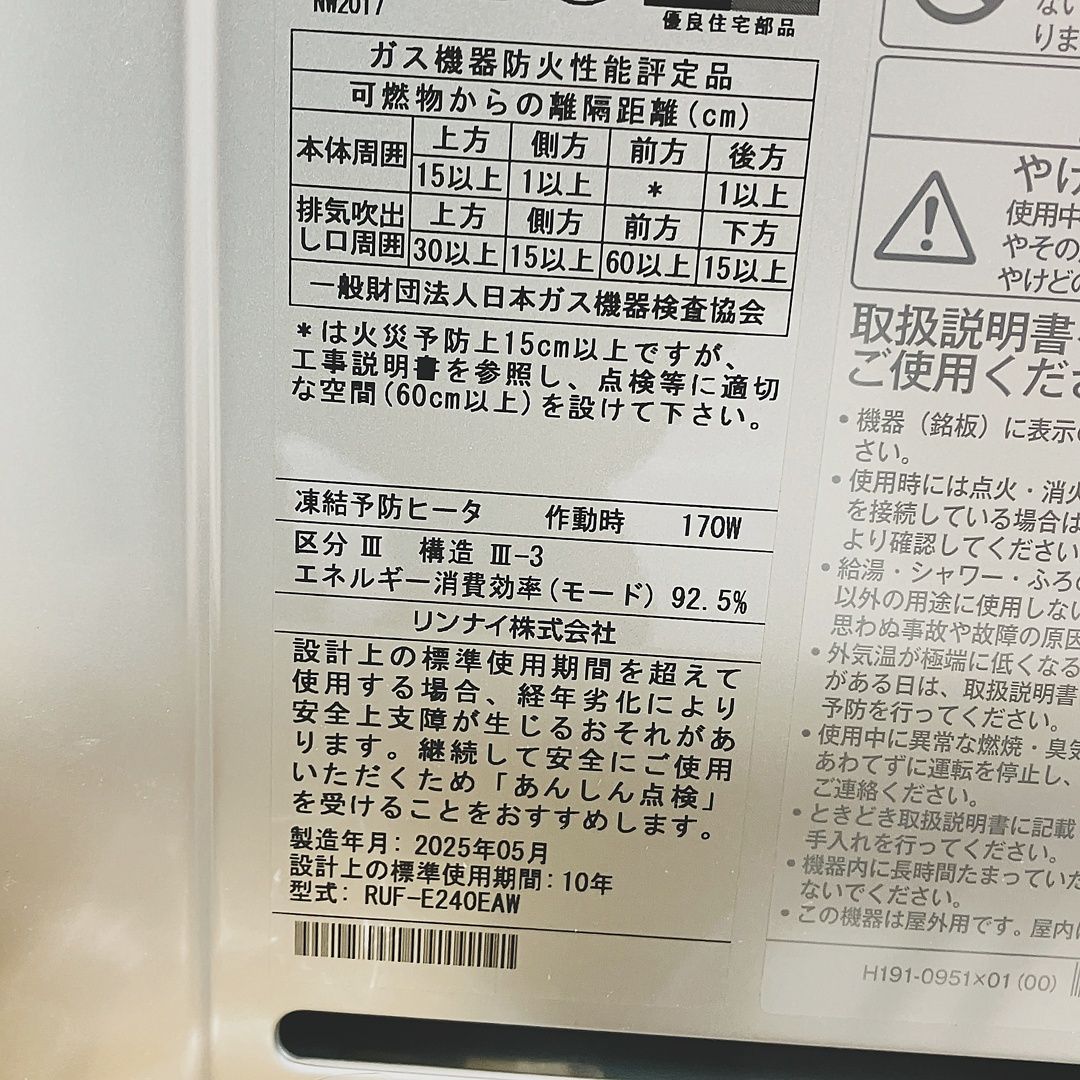 NW2017
優良住宅部品
ガス機器防火性能評定品
可燃物からの離隔距離(cm)
本体周囲 上方 側方 前方 後方
15以上 1以上 * 1以上
排気吹出し口周囲 上方 側方 前方 下方
30以上 15以上 60以上 15以上
一般財団法人日本ガス機器検査協会
*は火災予防上15cm以上ですが、
工事説明書を参照し、点検等に適切
な空間(60cm以上)を設けて下さい。
凍結予防ヒータ 作動時 170W
区分 Ⅲ 構造 Ⅲ-3
エネルギー消費効率(モード) 92.5%
リンナイ株式会社
設計上の標準使用期間を超えて
使用する場合、経年劣化により
安全上支障が生じるおそれがあ
ります。継続して安全にご使用
いただくため「あんしん点検」
を受けることをおすすめします。
製造年月: 2025年05月
設計上の標準使用期間: 10年
型式: RUF-E240EAW
ない
りま
やけ
使用中
やその
やけどの
取扱説明書
ご使用くださ
・機器（銘板）に表示の
さい。
・使用時には点火・消火
を接続している場合は
より確認してください
・給湯・シャワー・ふろの
以外の用途に使用しない
思わぬ事故や故障の原因
・外気温が極端に低くなる
がある日は、取扱説明書
予防を行ってください。
・使用中に異常な燃焼・臭気
あわてずに運転を停止し、
ご連絡ください。
・ときどき取扱説明書に記載
手入れを行ってください。
・機器内に長時間たまっていた
ないでください。
・この機器は屋外用です。屋内に
H191-0951×01(00)